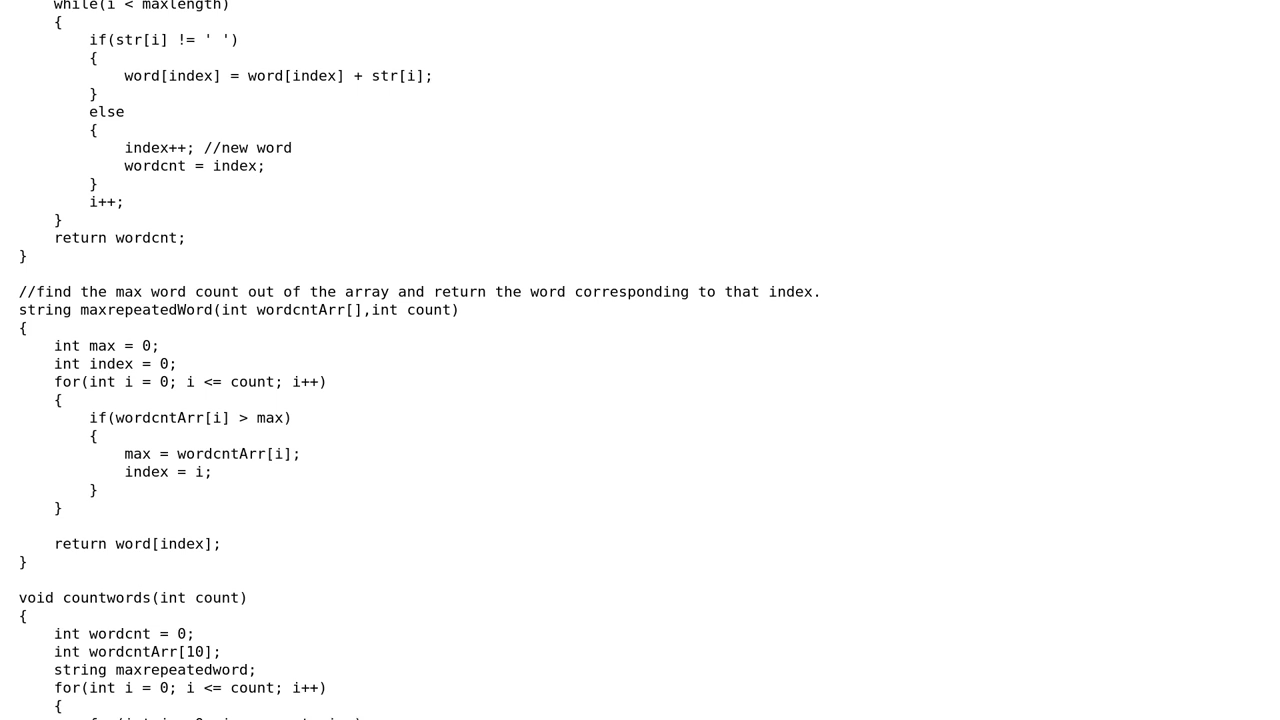 while(i < maxlength)
    {
        if(str[i] != ' ')
        {
            word[index] = word[index] + str[i];
        }
        else
        {
            index++; //new word
            wordcnt = index;
        }
        i++;
    }
    return wordcnt;
}

//find the max word count out of the array and return the word corresponding to that index.
string maxrepeatedWord(int wordcntArr[],int count)
{
    int max = 0;
    int index = 0;
    for(int i = 0; i <= count; i++)
    {
        if(wordcntArr[i] > max)
        {
            max = wordcntArr[i];
            index = i;
        }
    }

    return word[index];
}

void countwords(int count)
{
    int wordcnt = 0;
    int wordcntArr[10];
    string maxrepeatedword;
    for(int i = 0; i <= count; i++)
    {